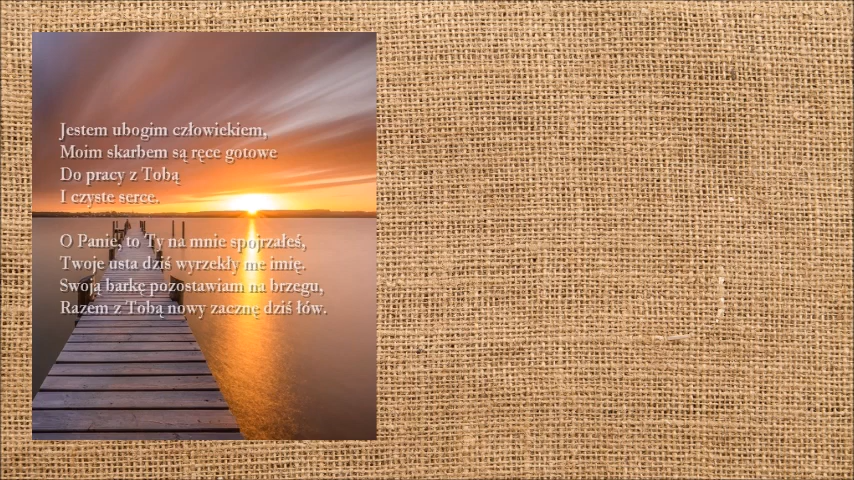 Jestem ubogim człowiekiem,
Moim skarbem są ręce gotowe
Do pracy z Tobą
I czyste serce.
O Panie, to Ty na mnie spojrzałeś,
Twoje usta dziś wyrzekły me imię.
Swoją barkę pozostawiam na brzegu,
Razem z Tobą nowy zacznę dziś łów.